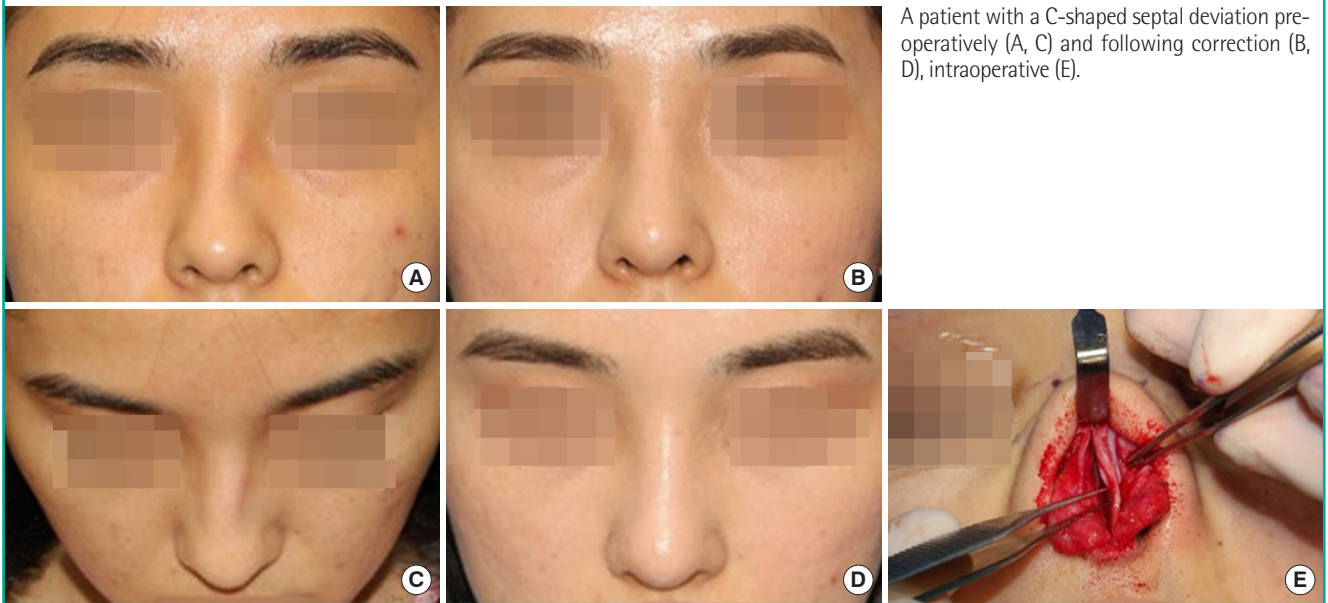 A patient with a C-shaped septal deviation pre-
operatively (A, C) and following correction (B,
D), intraoperative (E).
A
B
C
D
E